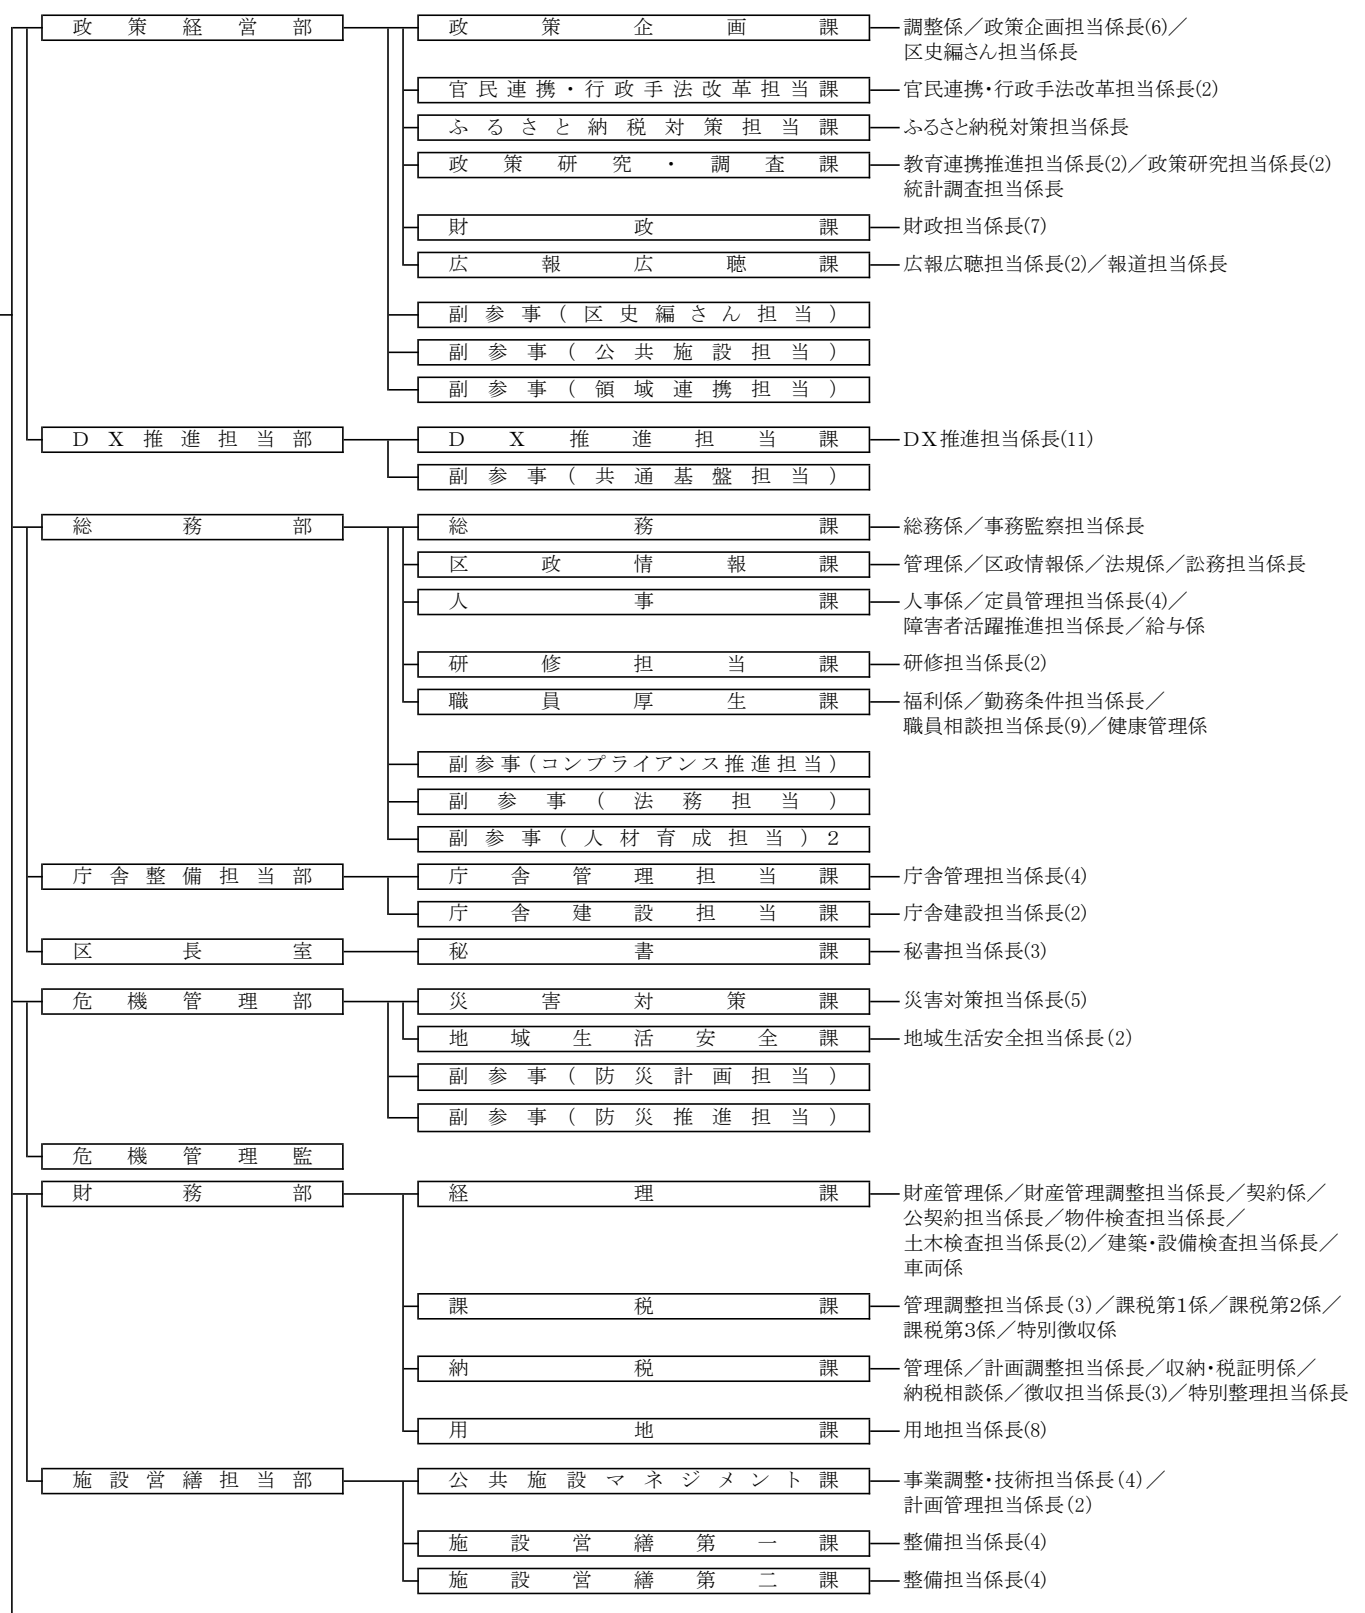 政策経営部 政策企画課 調整係／政策企画担当係長(6)／
区史編さん担当係長
官民連携・行政手法改革担当課 官民連携・行政手法改革担当係長(2)
ふるさと納税対策担当課 ふるさと納税対策担当係長
政策研究・調査課 教育連携推進担当係長(2)／政策研究担当係長(2)
統計調査担当係長
財政課 財政担当係長(7)
広報広聴課 広報広聴担当係長(2)／報道担当係長
副参事(区史編さん担当)
副参事(公共施設担当)
副参事(領域連携担当)
DX推進担当部 DX推進担当課 DX推進担当係長(11)
副参事(共通基盤担当)
総務部 総務課 総務係／事務監察担当係長
区政情報課 管理係／区政情報係／法規係／訟務担当係長
人事課 人事係／定員管理担当係長(4)／
障害者活躍推進担当係長／給与係
研修担当課 研修担当係長(2)
職員厚生課 福利係／勤務条件担当係長／
職員相談担当係長(9)／健康管理係
副参事(コンプライアンス推進担当)
副参事(法務担当)
副参事(人材育成担当)2
庁舎整備担当部 庁舎管理担当課 庁舎管理担当係長(4)
庁舎建設担当課 庁舎建設担当係長(2)
区長室 秘書課 秘書担当係長(3)
危機管理部 災害対策課 災害対策担当係長(5)
地域生活安全課 地域生活安全担当係長(2)
副参事(防災計画担当)
副参事(防災推進担当)
危機管理監
財務部 経理課 財産管理係／財産管理調整担当係長／契約係／
公契約担当係長／物件検査担当係長／
土木検査担当係長(2)／建築・設備検査担当係長／
車両係
課税課 管理調整担当係長(3)／課税第1係／課税第2係／
課税第3係／特別徴収係
納税課 管理係／計画調整担当係長／収納・税証明係／
納税相談係／徴収担当係長(3)／特別整理担当係長
用地課 用地担当係長(8)
施設営繕担当部 公共施設マネジメント課 事業調整・技術担当係長(4)／
計画管理担当係長(2)
施設営繕第一課 整備担当係長(4)
施設営繕第二課 整備担当係長(4)